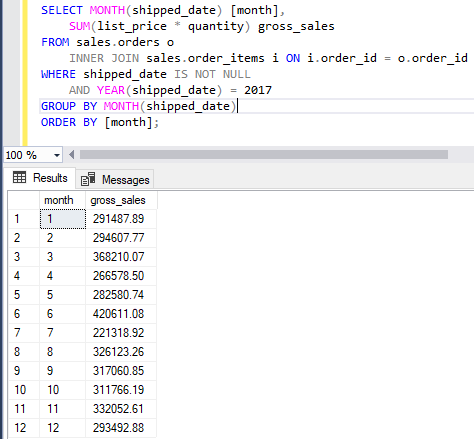 SELECT MONTH(shipped_date) [month],
SUM(list_price * quantity) gross_sales
FROM sales.orders o
INNER JOIN sales.order_items i ON i.order_id = o.order_id
WHERE shipped_date IS NOT NULL
AND YEAR(shipped_date) = 2017
GROUP BY MONTH(shipped_date)
ORDER BY [month];
100 %
Results Messages
month gross_sales
1 1 291487.89
2 2 294607.77
3 3 368210.07
4 4 266578.50
5 5 282580.74
6 6 420611.08
7 7 221318.92
8 8 326123.26
9 9 317060.85
10 10 311766.19
11 11 332052.61
12 12 293492.88